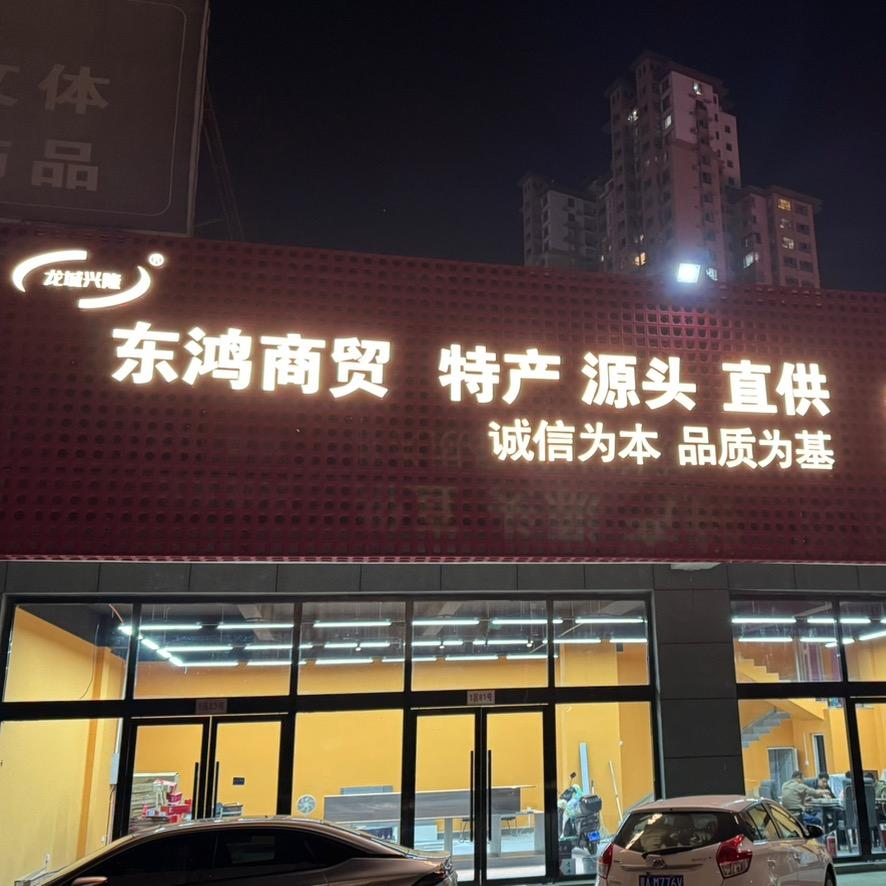 体
品
龙城兴隆®
东鸿商贸 特产 源头 直供
诚信为本 品质为基